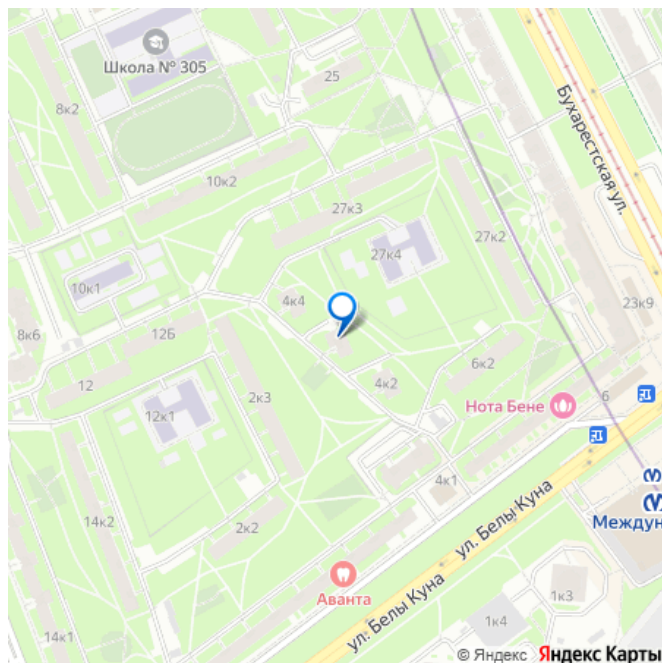 Школа № 305
25
8к2
Бухарестская ул.
10к2
27к3
27к4
27к2
10к1
4к4
23к9
8к6
12Б
12
2к3
4к2
6к2
6
Нота Бене
12к1
4к1
Междун
14к2
2к2
ул. Белы Куна
Аванта
ул. Белы Куна
1к3
1к4
14к1
© Яндекс Яндекс Карты